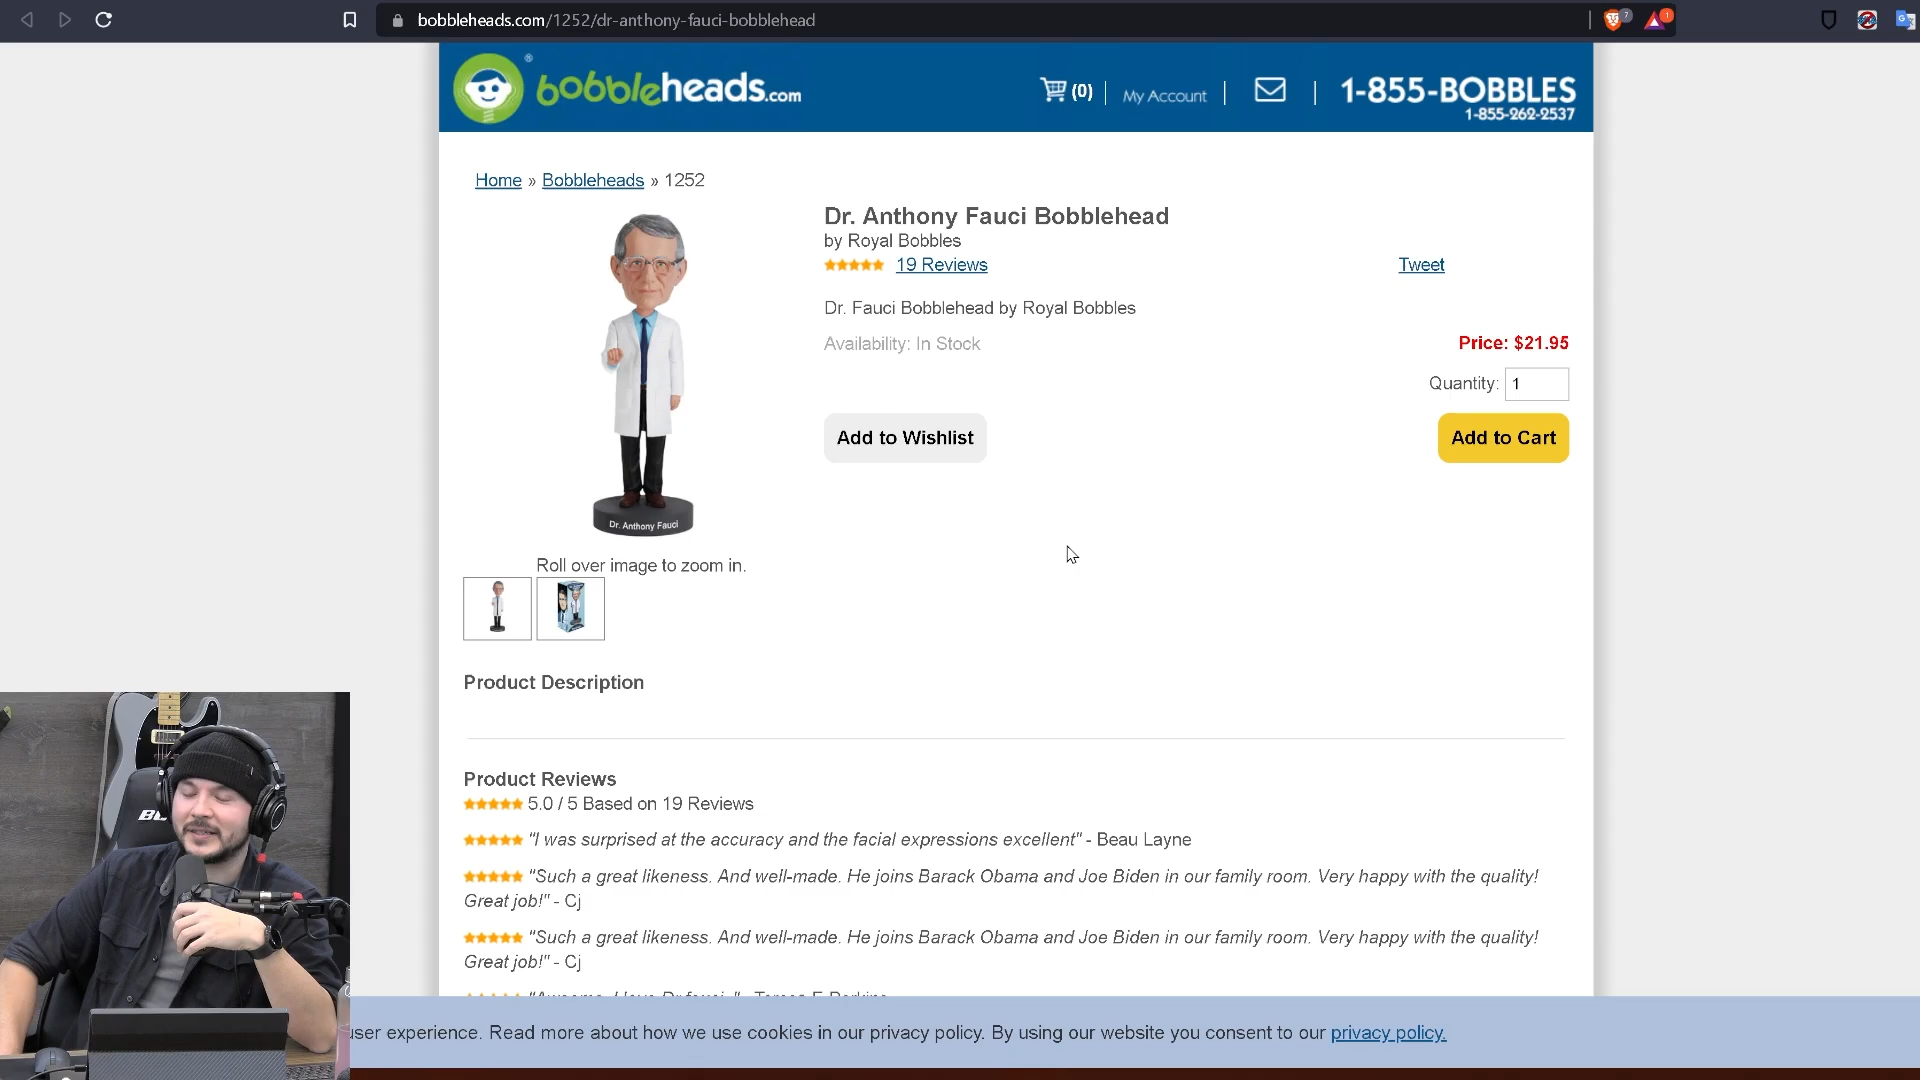 bobbleheads.com/1252/dr-anthony-fauci-bobblehead
7
1
bobbleheads.com
®
(0)
My Account
1-855-BOBBLES
1-855-262-2537
Home » Bobbleheads » 1252
Dr. Anthony Fauci Bobblehead
by Royal Bobbles
19 Reviews
Tweet
Dr. Fauci Bobblehead by Royal Bobbles
Availability: In Stock
Price: $21.95
Quantity: 1
Add to Wishlist
Add to Cart
Dr. Anthony Fauci
Roll over image to zoom in.
Product Description
Product Reviews
5.0 / 5 Based on 19 Reviews
"I was surprised at the accuracy and the facial expressions excellent" - Beau Layne
"Such a great likeness. And well-made. He joins Barack Obama and Joe Biden in our family room. Very happy with the quality!
Great job!" - Cj
"Such a great likeness. And well-made. He joins Barack Obama and Joe Biden in our family room. Very happy with the quality!
Great job!" - Cj
user experience. Read more about how we use cookies in our privacy policy. By using our website you consent to our privacy policy.